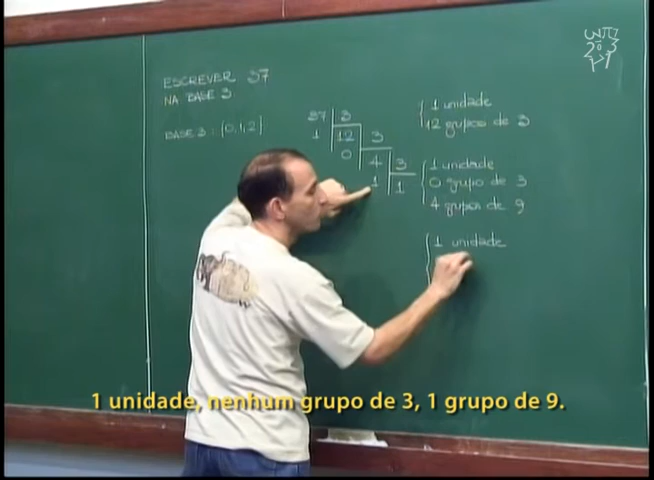 ESCREVER 37
NA BASE 3
BASE 3 : {0,1,2}
37 3
1 12 3
0 4 3
1 1
1 unidade
12 grupos de 3
1 unidade
0 grupo de 3
4 grupos de 9
1 unidade
1 unidade, nenhum grupo de 3, 1 grupo de 9.